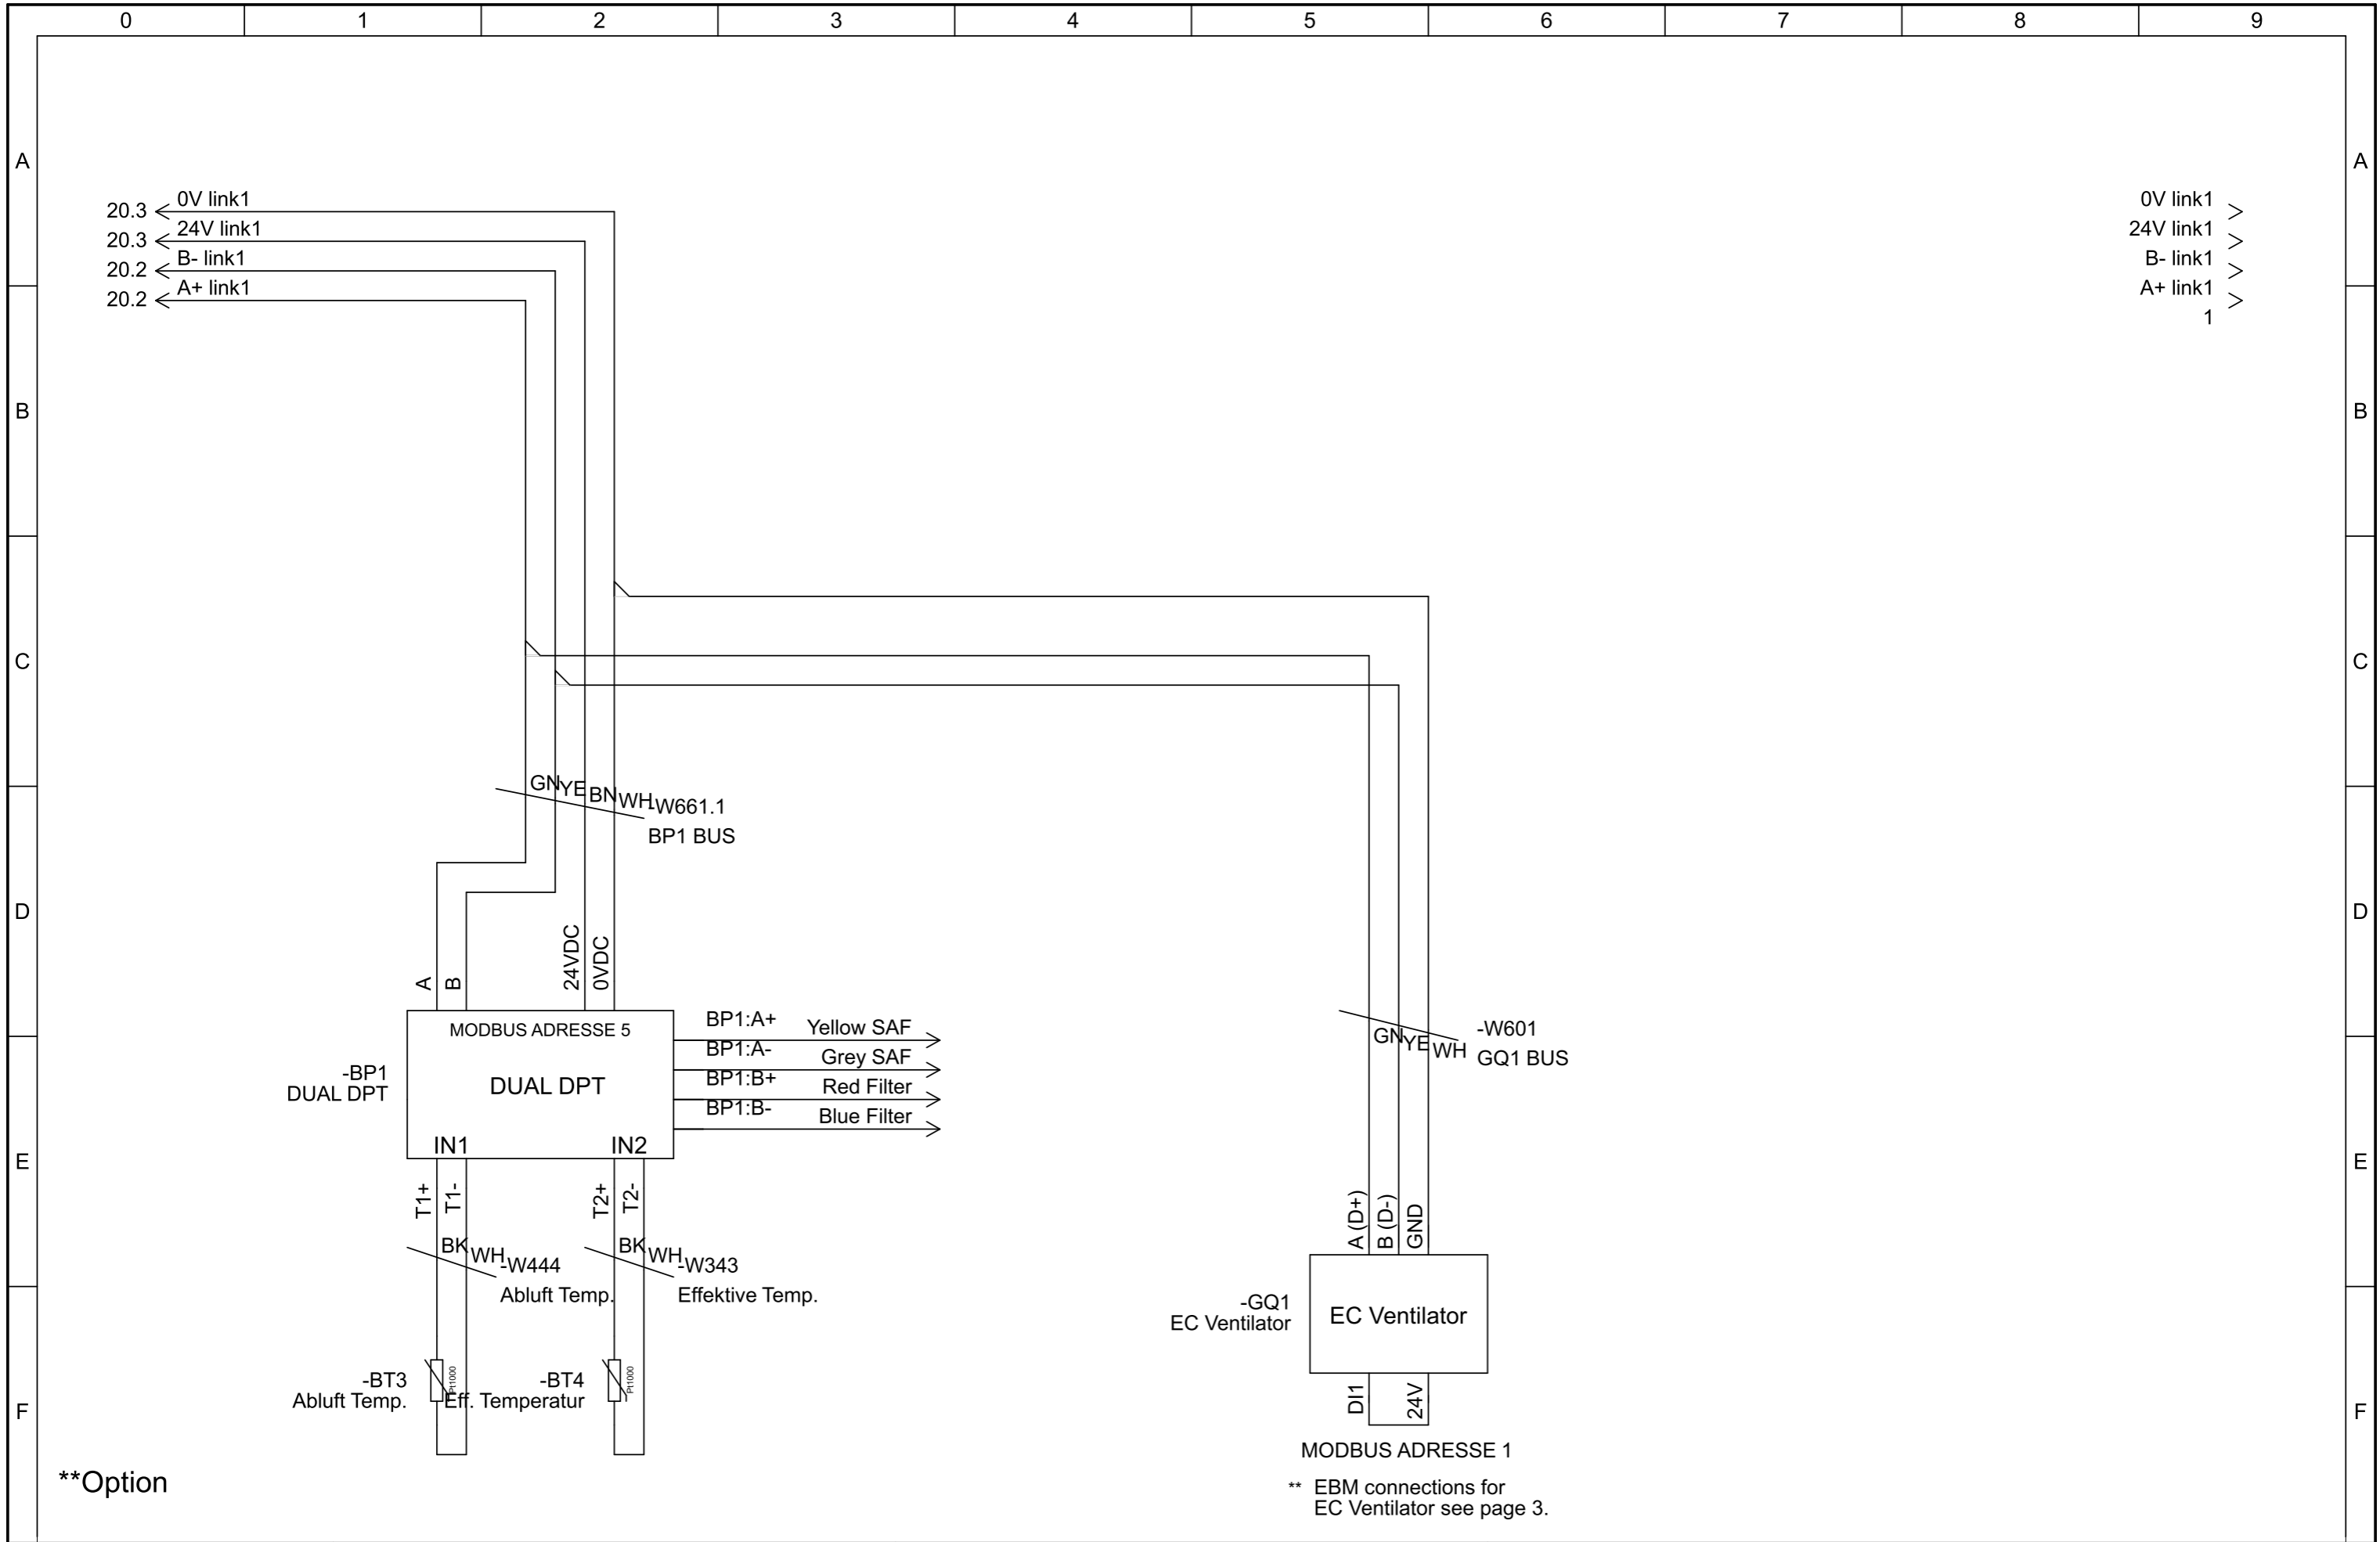 0 1 2 3 4 5 6 7 8 9
A A
20.3 0V link1
20.3 24V link1
20.2 B- link1
20.2 A+ link1
0V link1
24V link1
B- link1
A+ link1
1
B B
C C
GN YE BN WH -W661.1
BP1 BUS
D D
A B 24VDC 0VDC
MODBUS ADRESSE 5
-BP1
DUAL DPT
DUAL DPT
IN1 IN2
BP1:A+ Yellow SAF
BP1:A- Grey SAF
BP1:B+ Red Filter
BP1:B- Blue Filter
GN YE WH
-W601
GQ1 BUS
E E
T1+ T1- T2+ T2-
BK WH -W444
Abluft Temp.
BK WH -W343
Effektive Temp.
A (D+) B (D-) GND
-GQ1
EC Ventilator
EC Ventilator
-BT3
Abluft Temp.
Pt1000
-BT4
Eff. Temperatur
Pt1000
DI1 24V
F F
MODBUS ADRESSE 1
** EBM connections for
EC Ventilator see page 3.
**Option